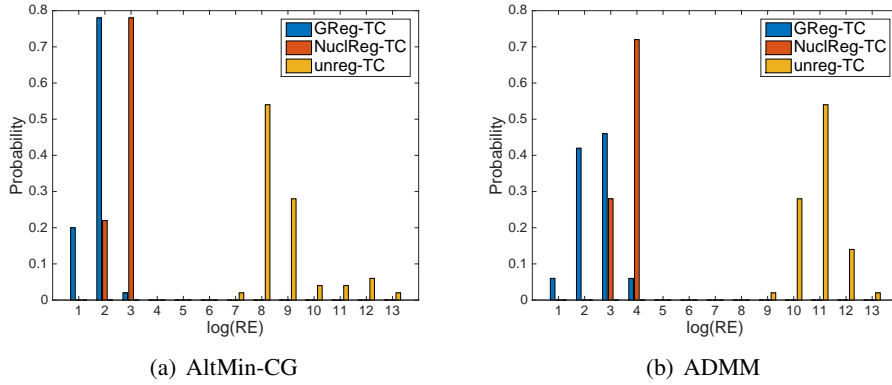 0.8
0.7
0.6
0.5
0.4
0.3
0.2
0.1
0
Probability
GReg-TC
NuclReg-TC
unreg-TC
1 2 3 4 5 6 7 8 9 10 11 12 13
log(RE)
(a) AltMin-CG
0.8
0.7
0.6
0.5
0.4
0.3
0.2
0.1
0
Probability
GReg-TC
NuclReg-TC
unreg-TC
1 2 3 4 5 6 7 8 9 10 11 12 13
log(RE)
(b) ADMM